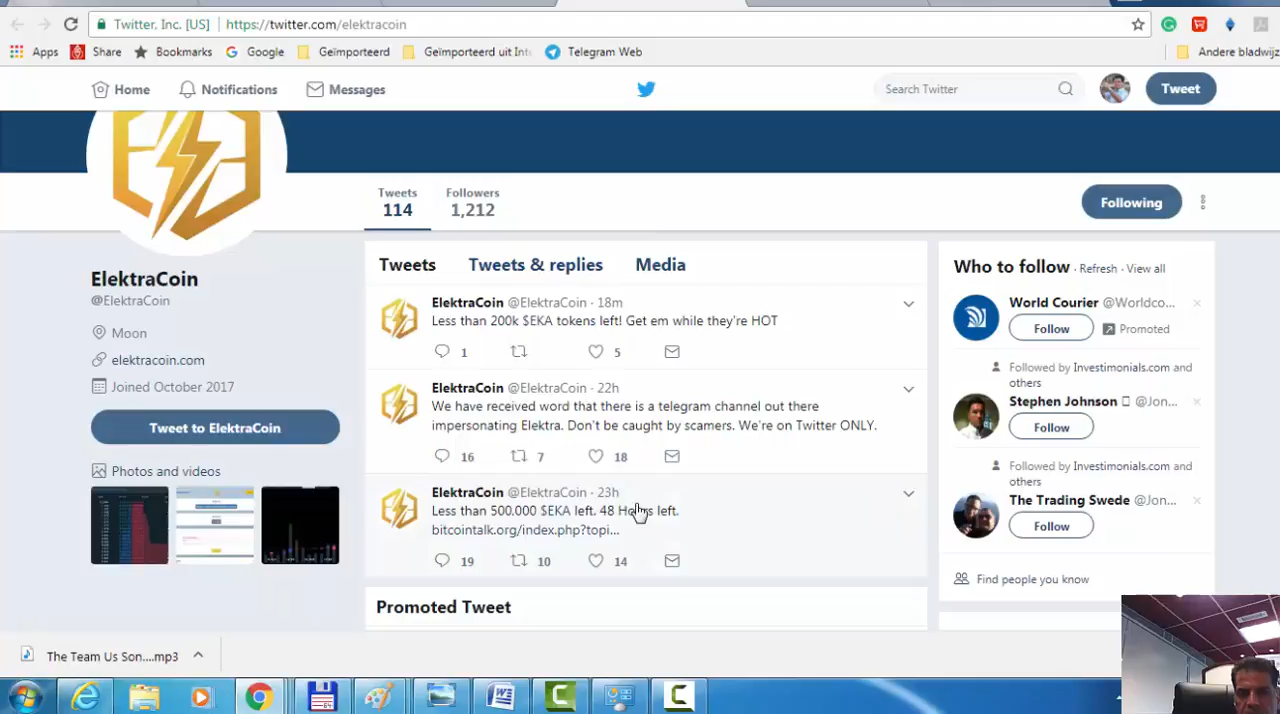 Twitter, Inc. [US] https://twitter.com/elektracoin
Apps Share Bookmarks Google Geïmporteerd Geïmporteerd uit Int Telegram Web Andere bladwijz
Home Notifications Messages Search Twitter Tweet
Tweets Followers
114 1,212 Following
ElektraCoin
@ElektraCoin
Moon
elektracoin.com
Joined October 2017
Tweet to ElektraCoin
Photos and videos
Tweets Tweets & replies Media
ElektraCoin @ElektraCoin · 18m
Less than 200k $EKA tokens left! Get em while they're HOT
1 5
ElektraCoin @ElektraCoin · 22h
We have received word that there is a telegram channel out there
impersonating Elektra. Don't be caught by scamers. We're on Twitter ONLY.
16 7 18
ElektraCoin @ElektraCoin · 23h
Less than 500.000 $EKA left. 48 Hours left.
bitcointalk.org/index.php?topi...
19 10 14
Promoted Tweet
Who to follow · Refresh · View all
World Courier @Worldco...
Follow Promoted
Followed by Investimonials.com and
others
Stephen Johnson @Jon...
Follow
Followed by Investimonials.com and
others
The Trading Swede @Jon...
Follow
Find people you know
The Team Us Son....mp3